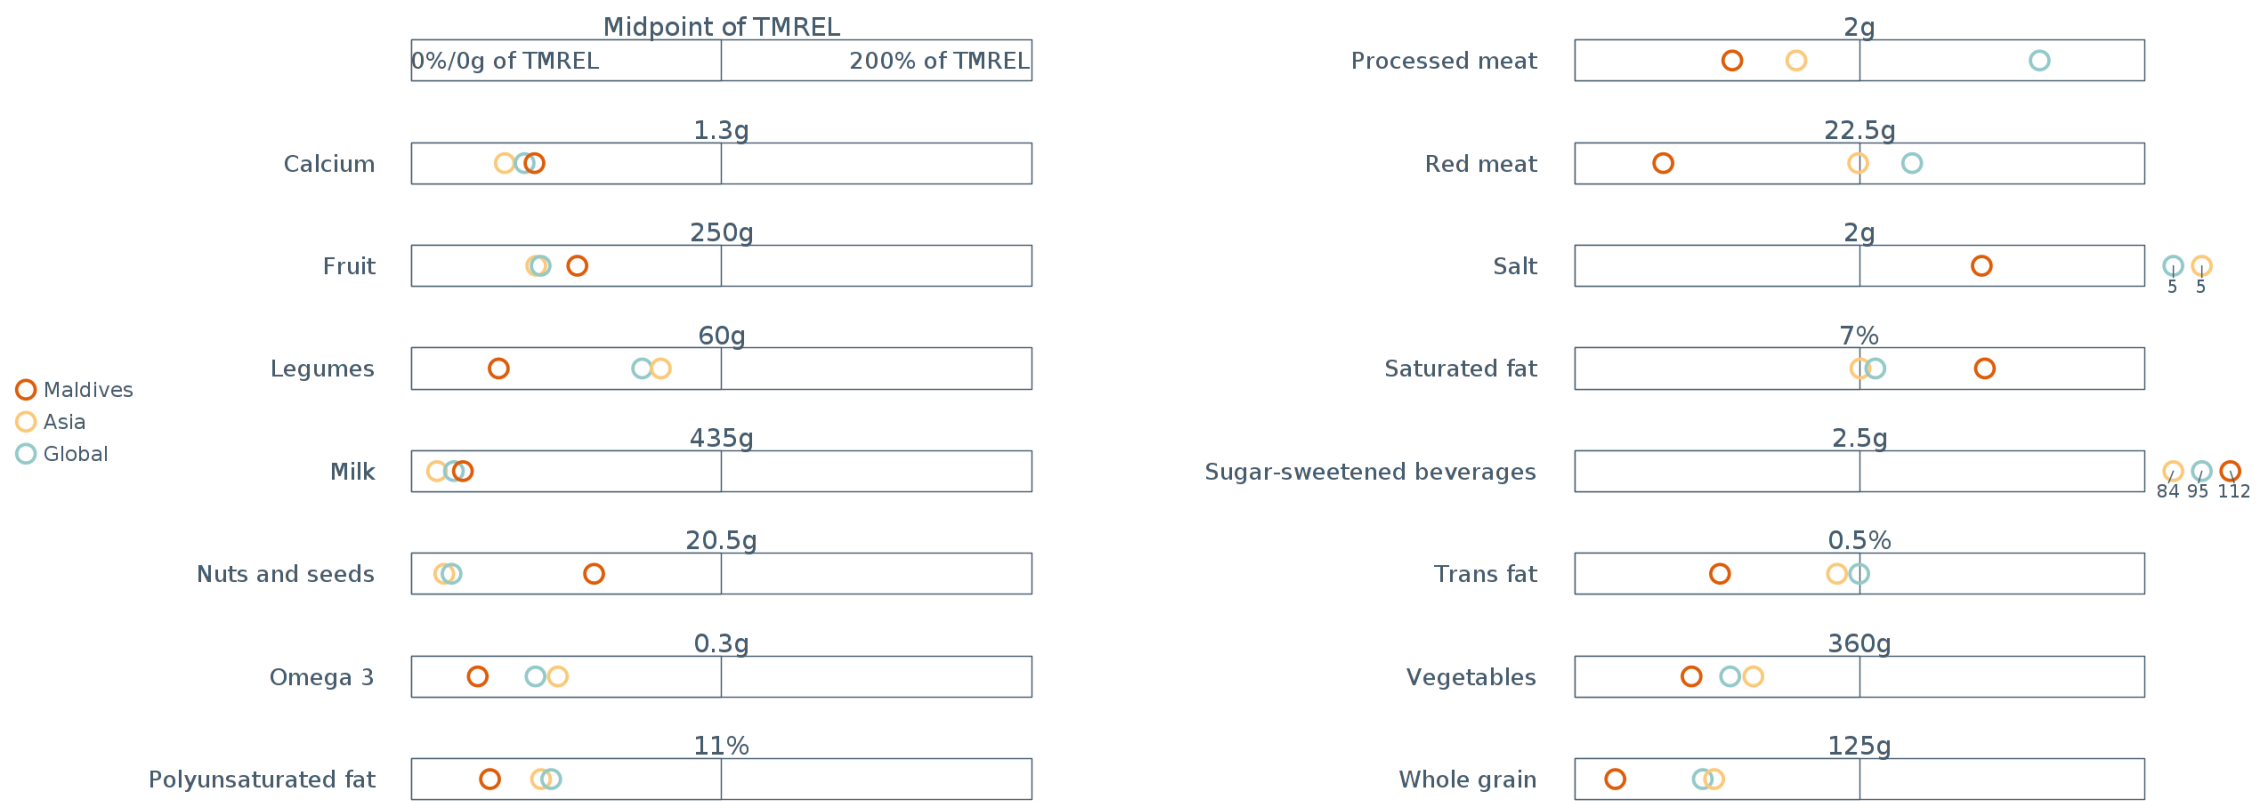 Midpoint of TMREL
0%/0g of TMREL 200% of TMREL
Calcium 1.3g
Fruit 250g
Legumes 60g
Milk 435g
Nuts and seeds 20.5g
Omega 3 0.3g
Polyunsaturated fat 11%
Maldives
Asia
Global
Processed meat 2g
Red meat 22.5g
Salt 2g
5 5
Saturated fat 7%
Sugar-sweetened beverages 2.5g
84 95 112
Trans fat 0.5%
Vegetables 360g
Whole grain 125g